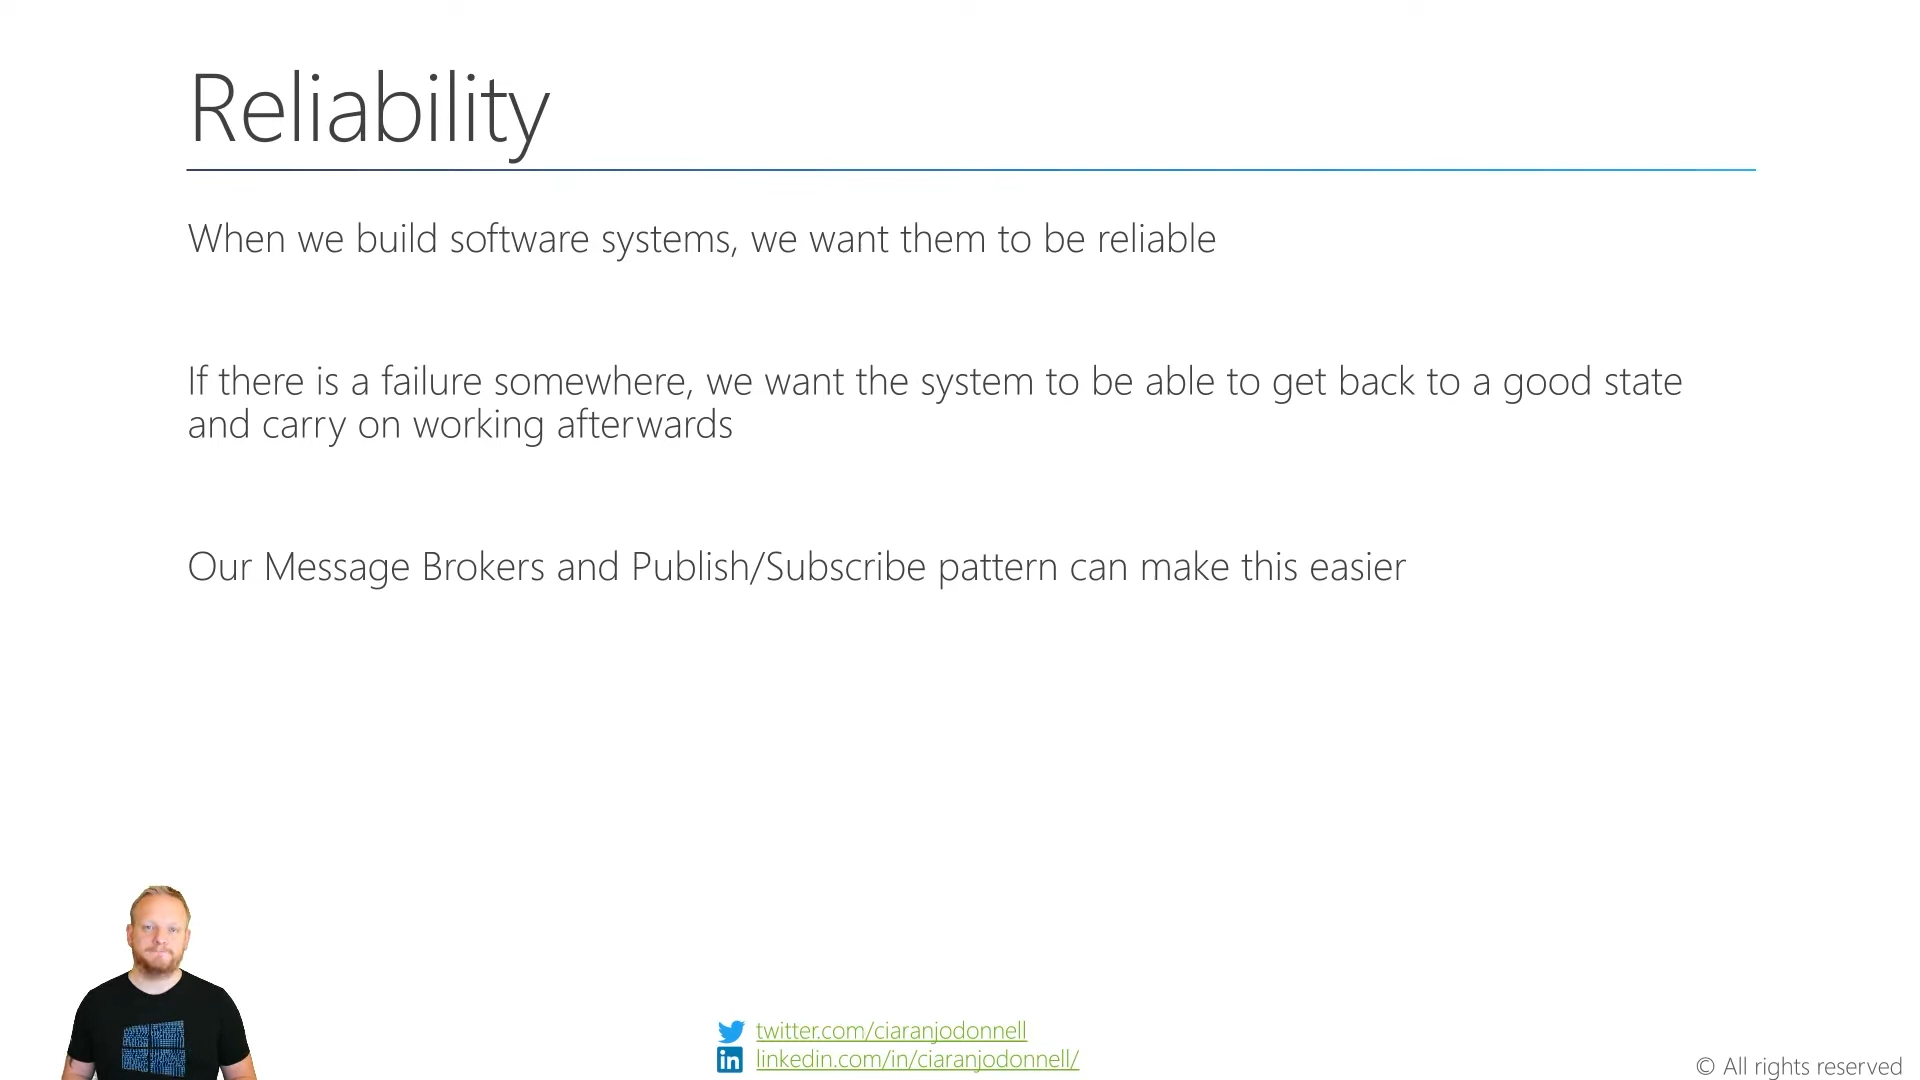 Reliability
When we build software systems, we want them to be reliable
If there is a failure somewhere, we want the system to be able to get back to a good state
and carry on working afterwards
Our Message Brokers and Publish/Subscribe pattern can make this easier
twitter.com/ciaranjodonnell
in linkedin.com/in/ciaranjodonnell/
© All rights reserved